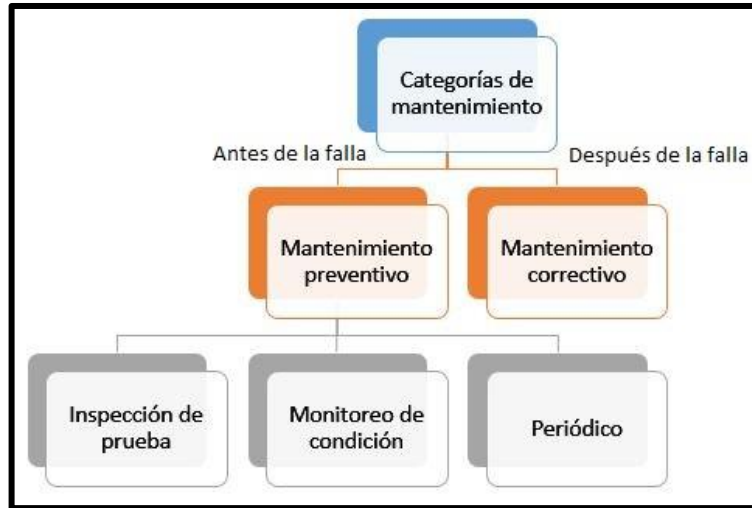 Categorías de
mantenimiento
Antes de la falla
Después de la falla
Mantenimiento
preventivo
Mantenimiento
correctivo
Inspección de
prueba
Monitoreo de
condición
Periódico